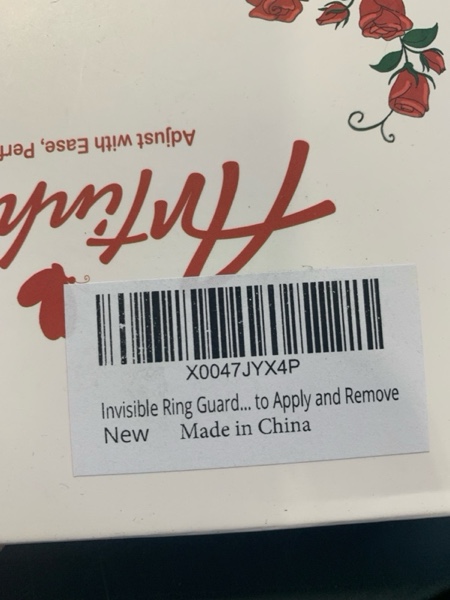 Adjust with Ease, Perf
X0047JYX4P
Invisible Ring Guard... to Apply and Remove
New Made in China